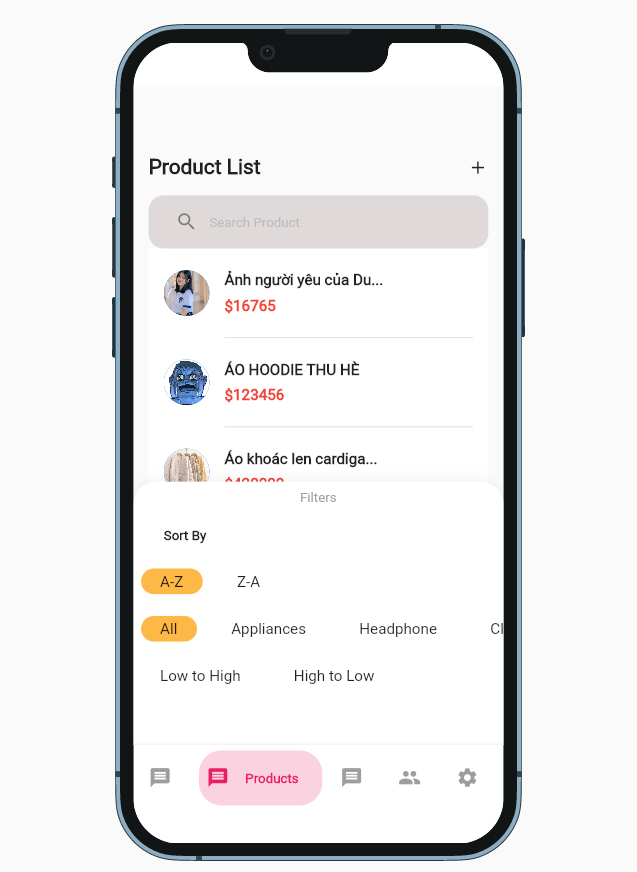 Product List
Search Product
Ảnh người yêu của Du...
$16765
ÁO HOODIE THU HÈ
$123456
Áo khoác len cardiga...
Filters
Sort By
A-Z Z-A
All Appliances Headphone Cl
Low to High High to Low
Products